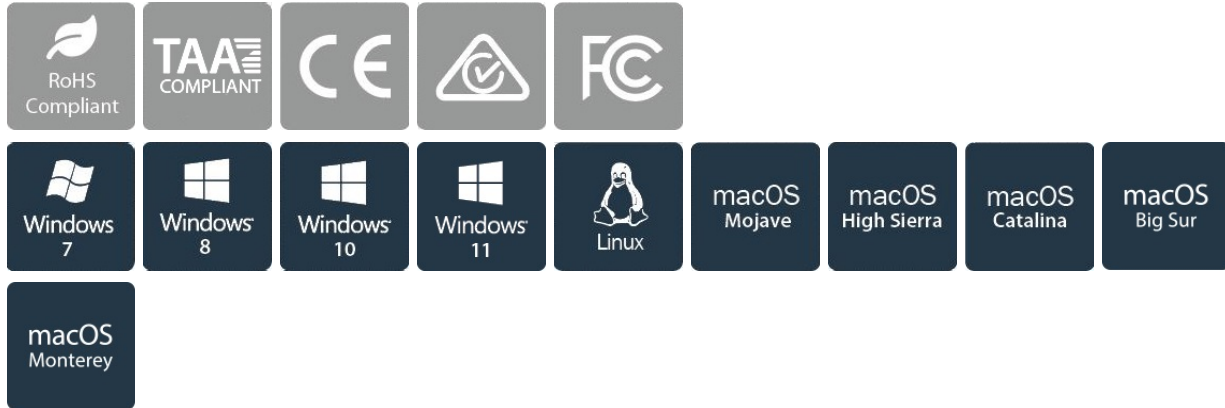 RoHS
Compliant
TAA
COMPLIANT
CE
FC
Windows
7
Windows
8
Windows
10
Windows
11
Linux
macOS
Mojave
macOS
High Sierra
macOS
Catalina
macOS
Big Sur
macOS
Monterey